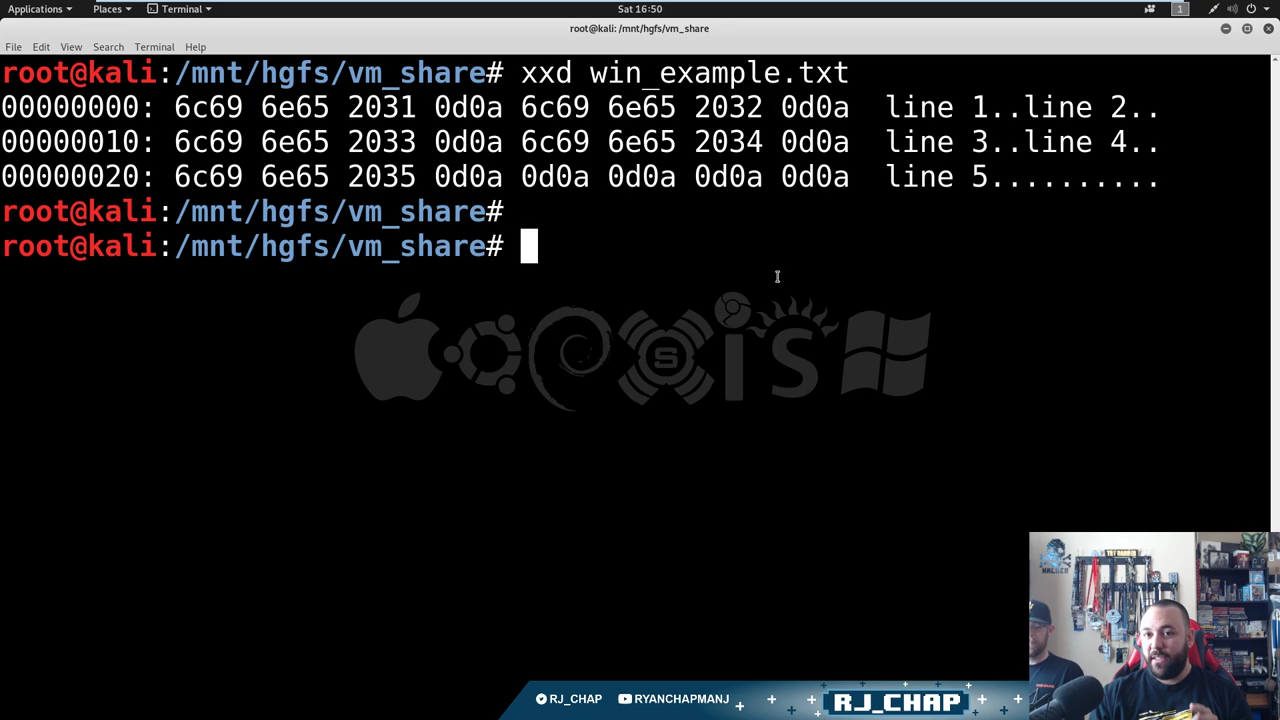 Applications Places Terminal Sat 16:50 1
root@kali: /mnt/hgfs/vm_share
File Edit View Search Terminal Help
root@kali:/mnt/hgfs/vm_share# xxd win_example.txt
00000000: 6c69 6e65 2031 0d0a 6c69 6e65 2032 0d0a  line 1..line 2..
00000010: 6c69 6e65 2033 0d0a 6c69 6e65 2034 0d0a  line 3..line 4..
00000020: 6c69 6e65 2035 0d0a 0d0a 0d0a 0d0a 0d0a  line 5..........
root@kali:/mnt/hgfs/vm_share#
root@kali:/mnt/hgfs/vm_share#
RJ_CHAP RYANCHAPMANJ RJ_CHAP